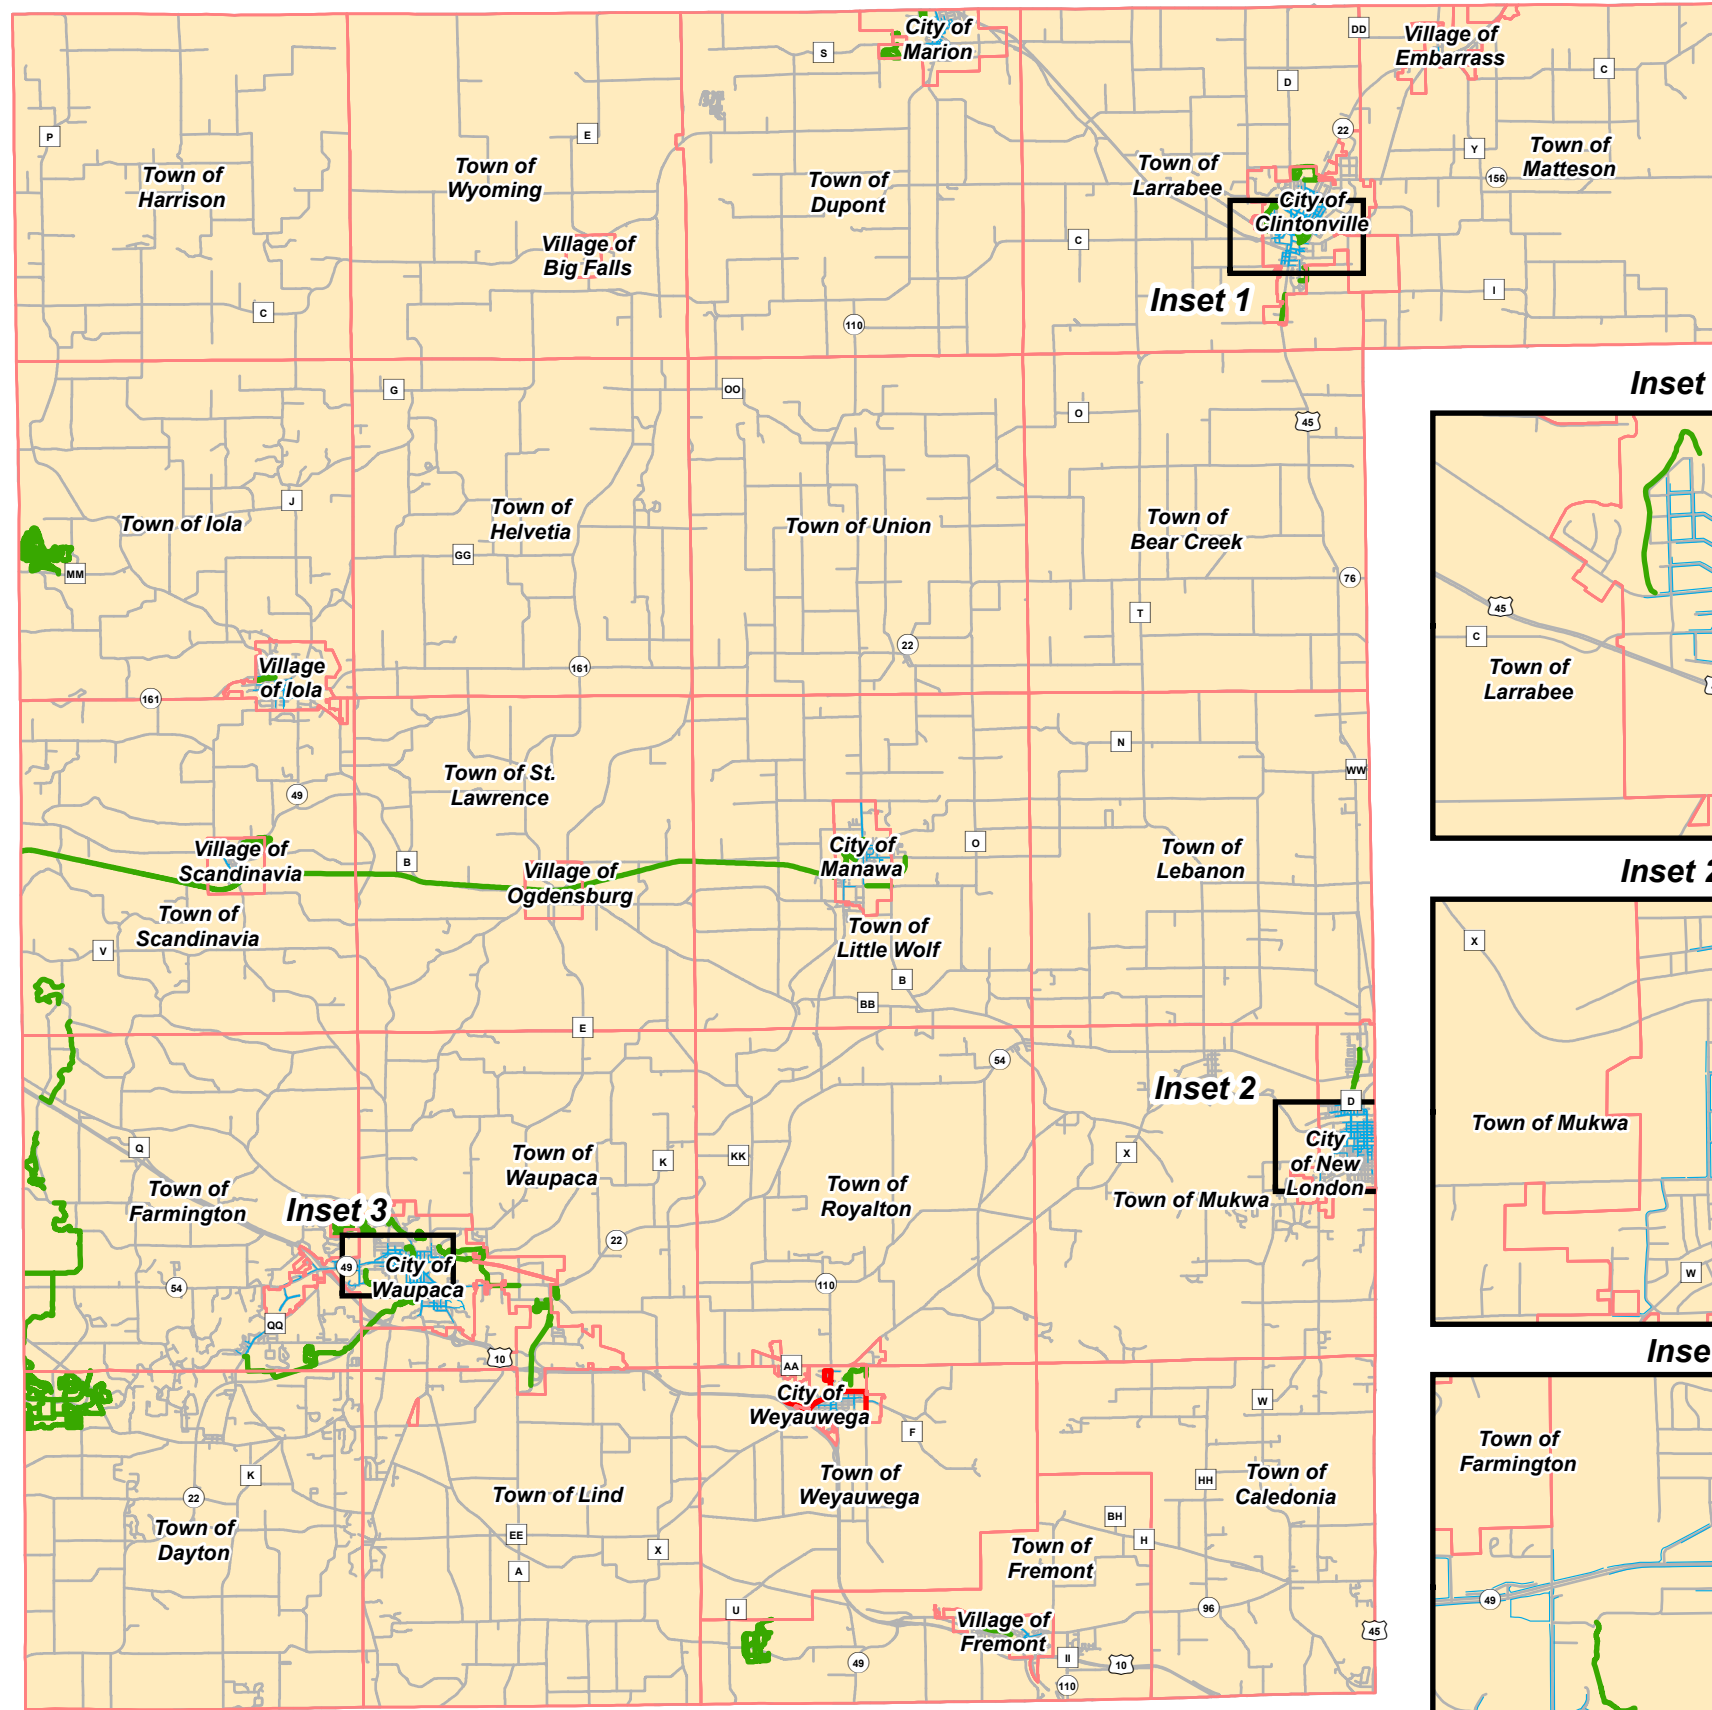 City of
Marion
S
DD
Village of
Embarrass
C
D
P
E
22
Y
Town of
Matteson
156
Town of
Harrison
Town of
Wyoming
Town of
Dupont
Town of
Larrabee
City of
Clintonville
Village of
Big Falls
C
C
I
Inset 1
110
G
OO
O
45
J
Town of Iola
Town of
Helvetia
Town of Union
Town of
Bear Creek
GG
MM
76
T
22
Village
of Iola
161
161
N
WW
Town of St.
Lawrence
49
Village of
Scandinavia
B
Village of
Ogdensburg
City of
Manawa
O
Town of
Lebanon
Town of
Scandinavia
V
Town of
Little Wolf
B
BB
E
54
Inset 2
D
City
of New
London
Q
Town of
Waupaca
K
KK
X
Town of
Farmington
Town of
Royalton
Town of Mukwa
Inset 3
22
49
City of
Waupaca
54
110
QQ
10
AA
City of
Weyauwega
W
F
K
22
Town of Lind
Town of
Weyauwega
HH
Town of
Caledonia
Town of
Dayton
EE
X
A
BH
H
Town of
Fremont
U
96
Village of
Fremont
45
49
II
10
110
Inset
45
C
Town of
Larrabee
Inset 2
X
Town of Mukwa
W
Inse
Town of
Farmington
49